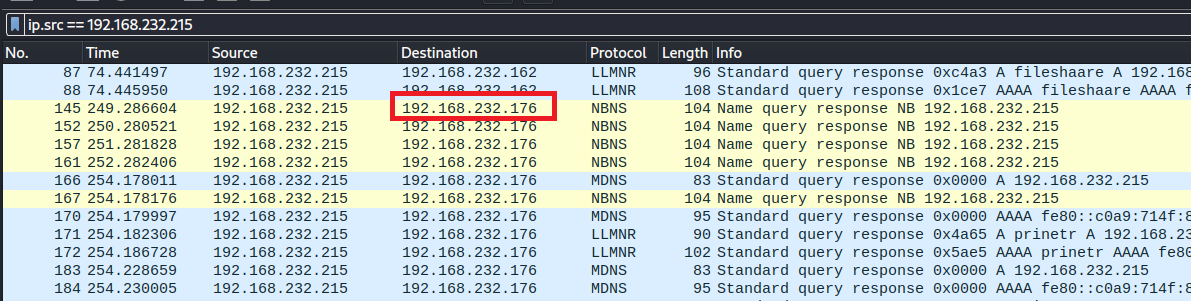 ip.src == 192.168.232.215
No. Time Source Destination Protocol Length Info
87 74.441497 192.168.232.215 192.168.232.162 LLMNR 96 Standard query response 0xc4a3 A fileshaare A 192.168
88 74.445950 192.168.232.215 192.168.232.162 LLMNR 108 Standard query response 0x1ce7 AAAA fileshaare AAAA f
145 249.286604 192.168.232.215 192.168.232.176 NBNS 104 Name query response NB 192.168.232.215
152 250.280521 192.168.232.215 192.168.232.176 NBNS 104 Name query response NB 192.168.232.215
157 251.281828 192.168.232.215 192.168.232.176 NBNS 104 Name query response NB 192.168.232.215
161 252.282406 192.168.232.215 192.168.232.176 NBNS 104 Name query response NB 192.168.232.215
166 254.178011 192.168.232.215 192.168.232.176 MDNS 83 Standard query response 0x0000 A 192.168.232.215
167 254.178176 192.168.232.215 192.168.232.176 NBNS 104 Name query response NB 192.168.232.215
170 254.179997 192.168.232.215 192.168.232.176 MDNS 95 Standard query response 0x0000 AAAA fe80::c0a9:714f:8
171 254.182306 192.168.232.215 192.168.232.176 LLMNR 90 Standard query response 0x4a65 A prinetr A 192.168.23
172 254.186728 192.168.232.215 192.168.232.176 LLMNR 102 Standard query response 0x5ae5 AAAA prinetr AAAA fe80
183 254.228659 192.168.232.215 192.168.232.176 MDNS 83 Standard query response 0x0000 A 192.168.232.215
184 254.230005 192.168.232.215 192.168.232.176 MDNS 95 Standard query response 0x0000 AAAA fe80::c0a9:714f:8